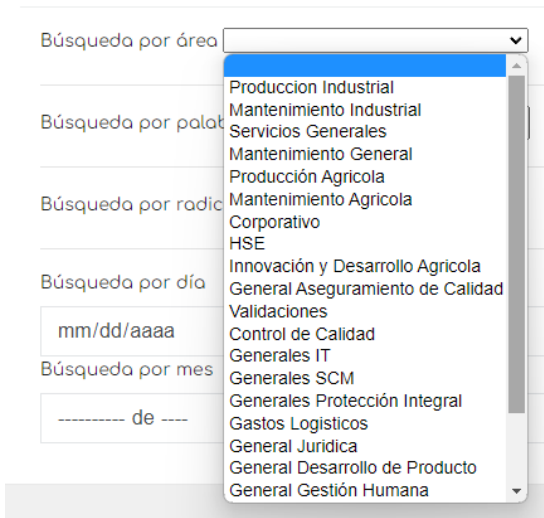 Búsqueda por área
Produccion Industrial
Mantenimiento Industrial
Servicios Generales
Mantenimiento General
Producción Agricola
Mantenimiento Agricola
Corporativo
HSE
Innovación y Desarrollo Agricola
General Aseguramiento de Calidad
Validaciones
Control de Calidad
Generales IT
Generales SCM
Generales Protección Integral
Gastos Logisticos
General Juridica
General Desarrollo de Producto
General Gestión Humana
Búsqueda por
Búsqueda por
Búsqueda por día
mm/dd/aaaa
Búsqueda por mes
---------- de ----